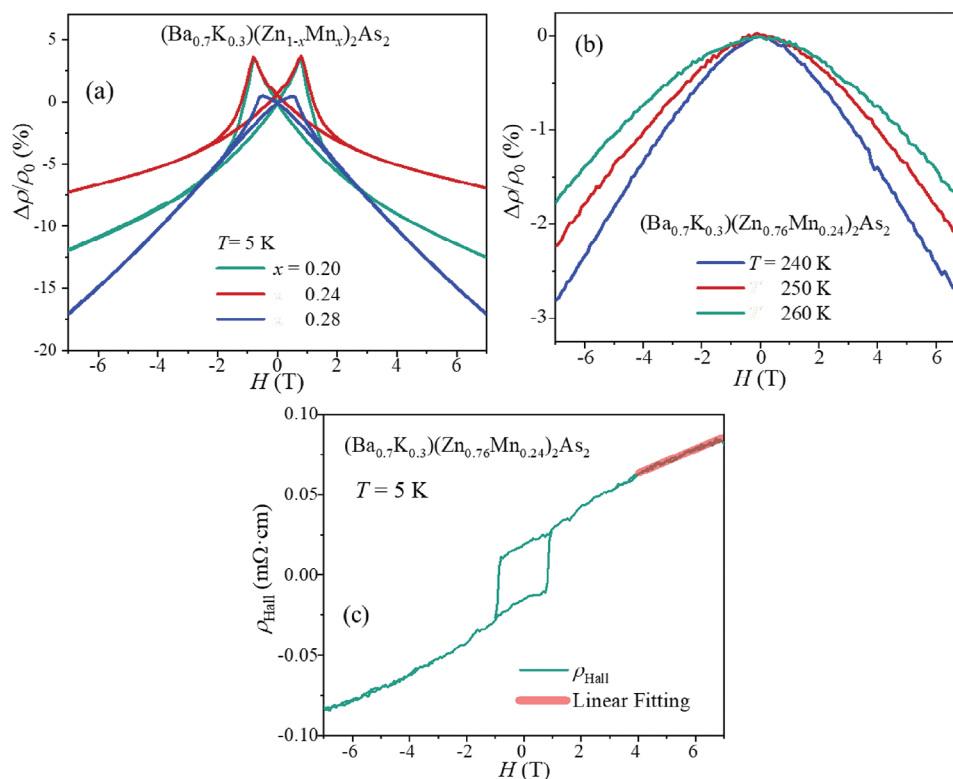 (Ba0.7K0.3)(Zn1-xMnx)2As2
(a)
5
0
-5
-10
-15
-20
Δρ/ρ0 (%)
T= 5 K
x = 0.20
0.24
0.28
-6 -4 -2 0 2 4 6
H (T)
(b)
0
-1
-2
-3
Δρ/ρ0 (%)
(Ba0.7K0.3)(Zn0.76Mn0.24)2As2
T = 240 K
T 250 K
T 260 K
-6 -4 -2 0 2 4 6
H (T)
(Ba0.7K0.3)(Zn0.76Mn0.24)2As2
T = 5 K
0.10
0.05
0.00
-0.05
-0.10
ρHall (mΩ·cm)
(c)
ρHall
Linear Fitting
-6 -4 -2 0 2 4 6
H (T)